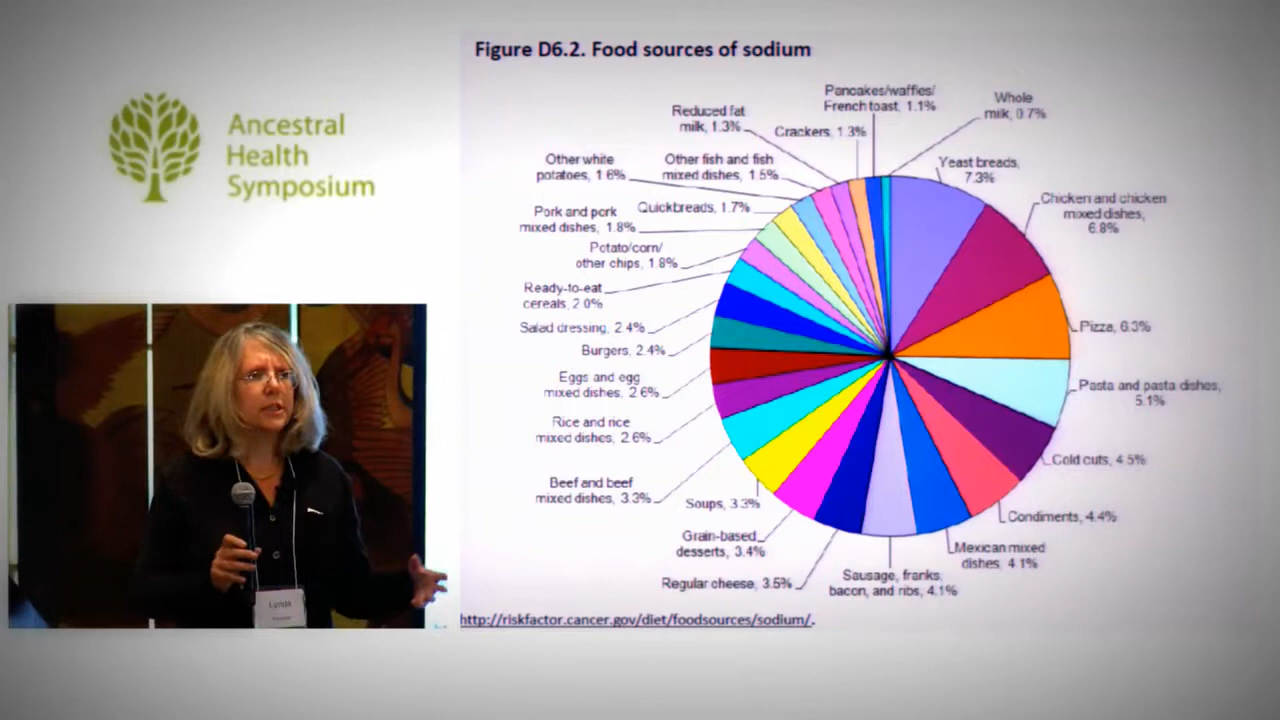 Figure D6.2. Food sources of sodium
Ancestral
Health
Symposium
Pancakes/waffles/
French toast, 1.1%
Whole
milk, 0.7%
Reduced fat
milk, 1.3%
Crackers, 1.3%
Yeast breads,
7.3%
Other white
potatoes, 1.6%
Other fish and fish
mixed dishes, 1.5%
Chicken and chicken
mixed dishes,
6.8%
Pork and pork
mixed dishes, 1.8%
Quickbreads, 1.7%
Potato/corn/
other chips, 1.8%
Ready-to-eat
cereals, 2.0%
Salad dressing, 2.4%
Pizza, 6.3%
Burgers, 2.4%
Eggs and egg
mixed dishes, 2.6%
Pasta and pasta dishes,
5.1%
Rice and rice
mixed dishes, 2.6%
Cold cuts, 4.5%
Beef and beef
mixed dishes, 3.3%
Soups, 3.3%
Condiments, 4.4%
Grain-based
desserts, 3.4%
Mexican mixed
dishes, 4.1%
Regular cheese, 3.5%
Sausage, franks,
bacon, and ribs, 4.1%
Lynda
http://riskfactor.cancer.gov/diet/foodsources/sodium/.